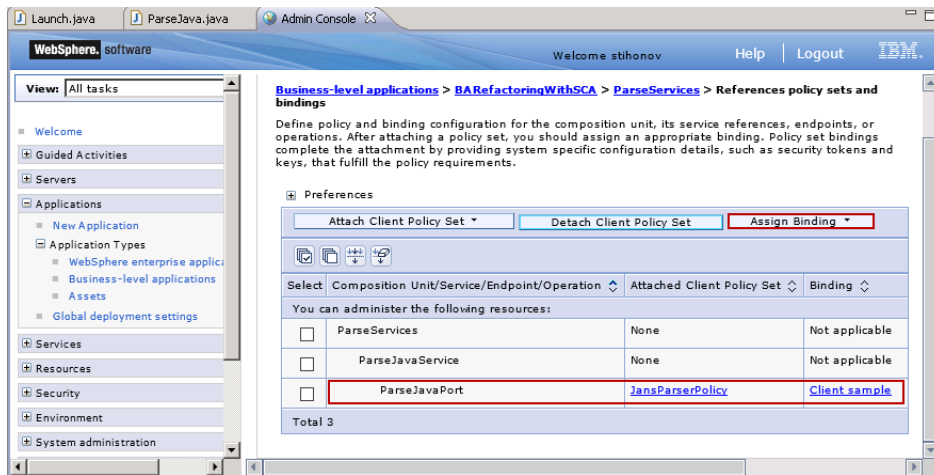 Launch.java
ParseJava.java
Admin Console
WebSphere. software
Welcome stihonov
Help
Logout
IBM.
View: All tasks
Welcome
Guided Activities
Servers
Applications
New Application
Application Types
WebSphere enterprise applica
Business-level applications
Assets
Global deployment settings
Services
Resources
Security
Environment
System administration
Business-level applications > BARefactoringWithSCA > ParseServices > References policy sets and
bindings
Define policy and binding configuration for the composition unit, its service references, endpoints, or
operations. After attaching a policy set, you should assign an appropriate binding. Policy set bindings
complete the attachment by providing system specific configuration details, such as security tokens and
keys, that fulfill the policy requirements.
Preferences
Attach Client Policy Set
Detach Client Policy Set
Assign Binding
Select Composition Unit/Service/Endpoint/Operation Attached Client Policy Set Binding
You can administer the following resources:
ParseServices None Not applicable
ParseJavaService None Not applicable
ParseJavaPort JansParserPolicy Client sample
Total 3